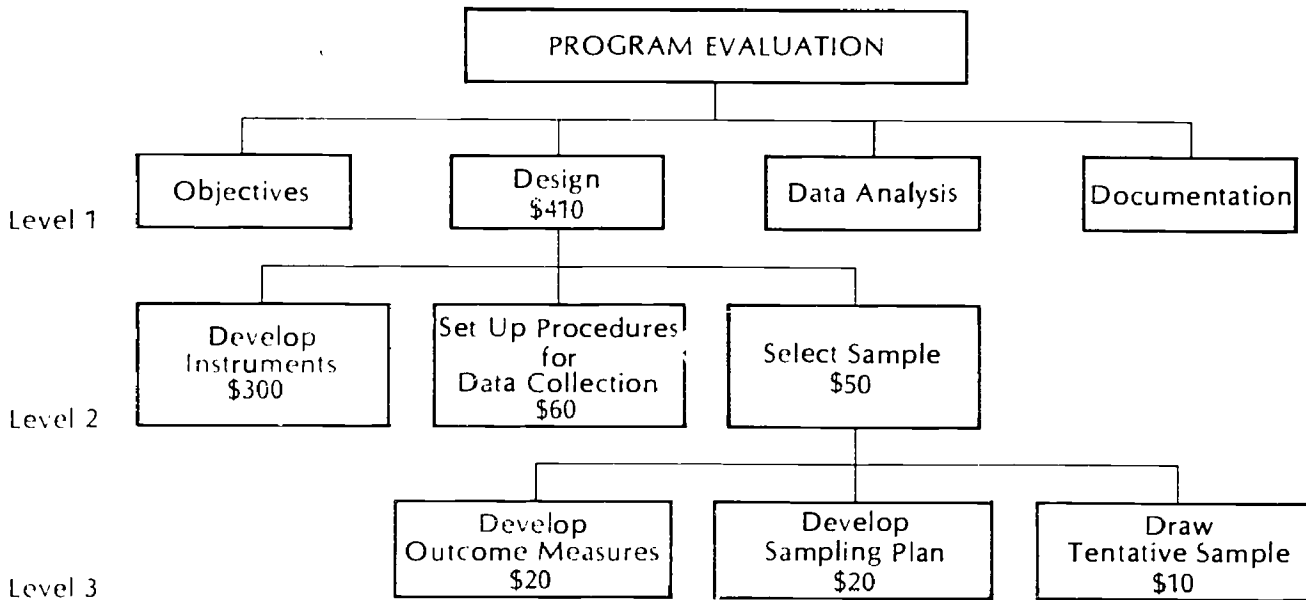 PROGRAM EVALUATION
Objectives
Design
$410
Data Analysis
Documentation
Level 1
Develop
Instruments
$300
Set Up Procedures
for
Data Collection
$60
Select Sample
$50
Level 2
Develop
Outcome Measures
$20
Develop
Sampling Plan
$20
Draw
Tentative Sample
$10
Level 3